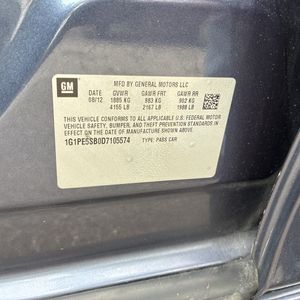 GM
MFD BY GENERAL MOTORS LLC
DATE GVWR GAWR FRT GAWR RR
08/12 1885 KG 983 KG 902 KG
4155 LB 2167 LB 1988 LB
THIS VEHICLE CONFORMS TO ALL APPLICABLE U.S. FEDERAL MOTOR
VEHICLE SAFETY, BUMPER, AND THEFT PREVENTION STANDARDS IN
EFFECT ON THE DATE OF MANUFACTURE SHOWN ABOVE.
1G1PE5SB0D7105574 TYPE: PASS CAR